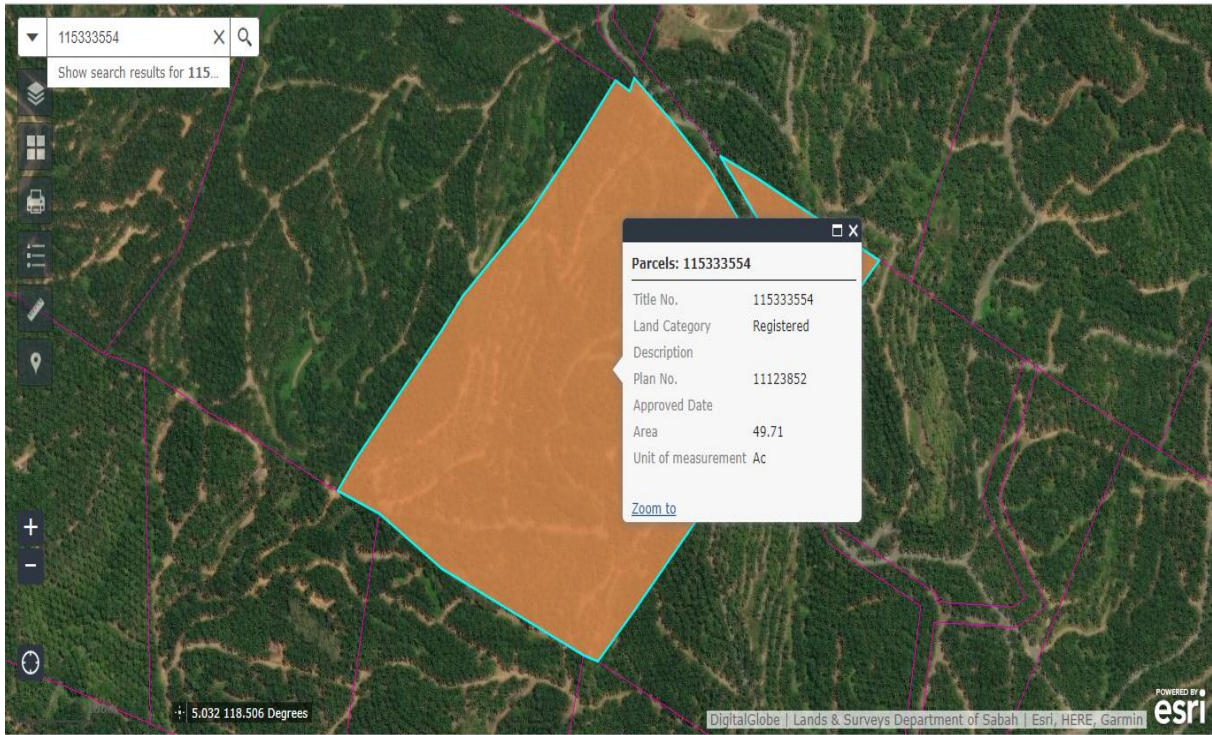 115333554
Show search results for 115...
Parcels: 115333554
Title No. 115333554
Land Category Registered
Description
Plan No. 11123852
Approved Date
Area 49.71
Unit of measurement Ac
Zoom to
5.032 118.506 Degrees
DigitalGlobe | Lands & Surveys Department of Sabah | Esri, HERE, Garmin
POWERED BY
esri